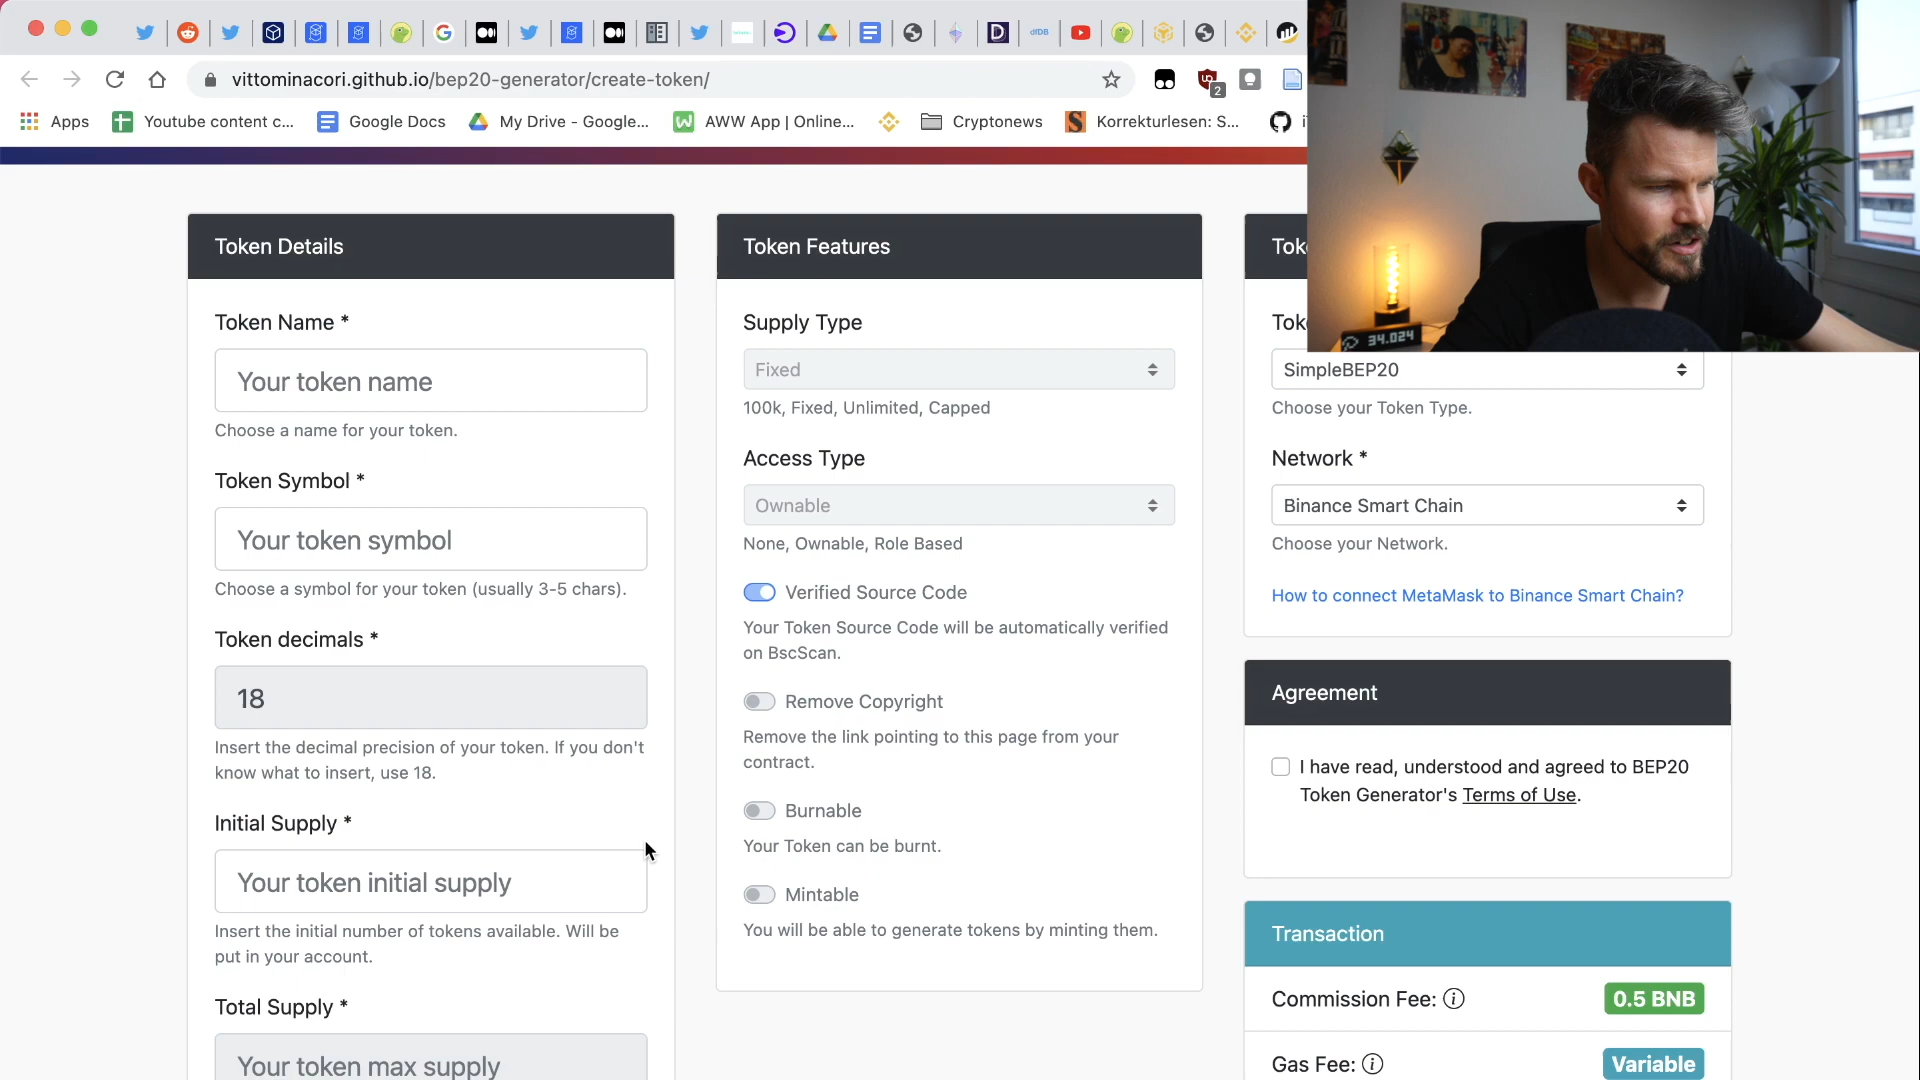 dfDB
vittominacori.github.io/bep20-generator/create-token/
2
Apps
Youtube content c...
Google Docs
My Drive - Google...
AWW App | Online...
Cryptonews
Korrekturlesen: S...
34.024
Token Details
Token Name *
Your token name
Choose a name for your token.
Token Symbol *
Your token symbol
Choose a symbol for your token (usually 3-5 chars).
Token decimals *
18
Insert the decimal precision of your token. If you don't
know what to insert, use 18.
Initial Supply *
Your token initial supply
Insert the initial number of tokens available. Will be
put in your account.
Total Supply *
Your token max supply
Token Features
Supply Type
Fixed
100k, Fixed, Unlimited, Capped
Access Type
Ownable
None, Ownable, Role Based
Verified Source Code
Your Token Source Code will be automatically verified
on BscScan.
Remove Copyright
Remove the link pointing to this page from your
contract.
Burnable
Your Token can be burnt.
Mintable
You will be able to generate tokens by minting them.
Tok
Tok
SimpleBEP20
Choose your Token Type.
Network *
Binance Smart Chain
Choose your Network.
How to connect MetaMask to Binance Smart Chain?
Agreement
I have read, understood and agreed to BEP20
Token Generator's Terms of Use.
Transaction
Commission Fee:
0.5 BNB
Gas Fee:
Variable